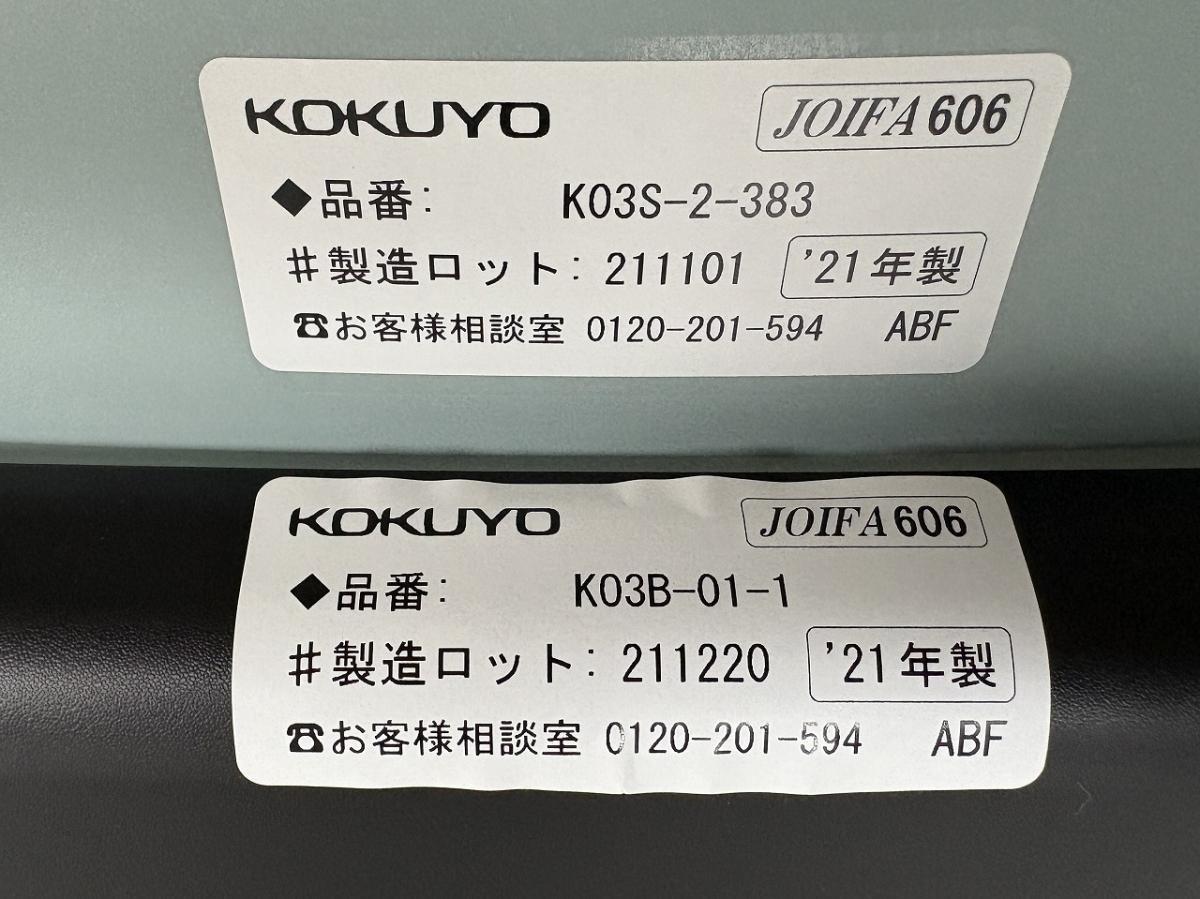 KOKUYO JOIFA 606
◆品番: K03S-2-383
#製造ロット: 211101 '21年製
☎お客様相談室 0120-201-594 ABF
KOKUYO JOIFA 606
◆品番: K03B-01-1
#製造ロット: 211220 '21年製
☎お客様相談室 0120-201-594 ABF